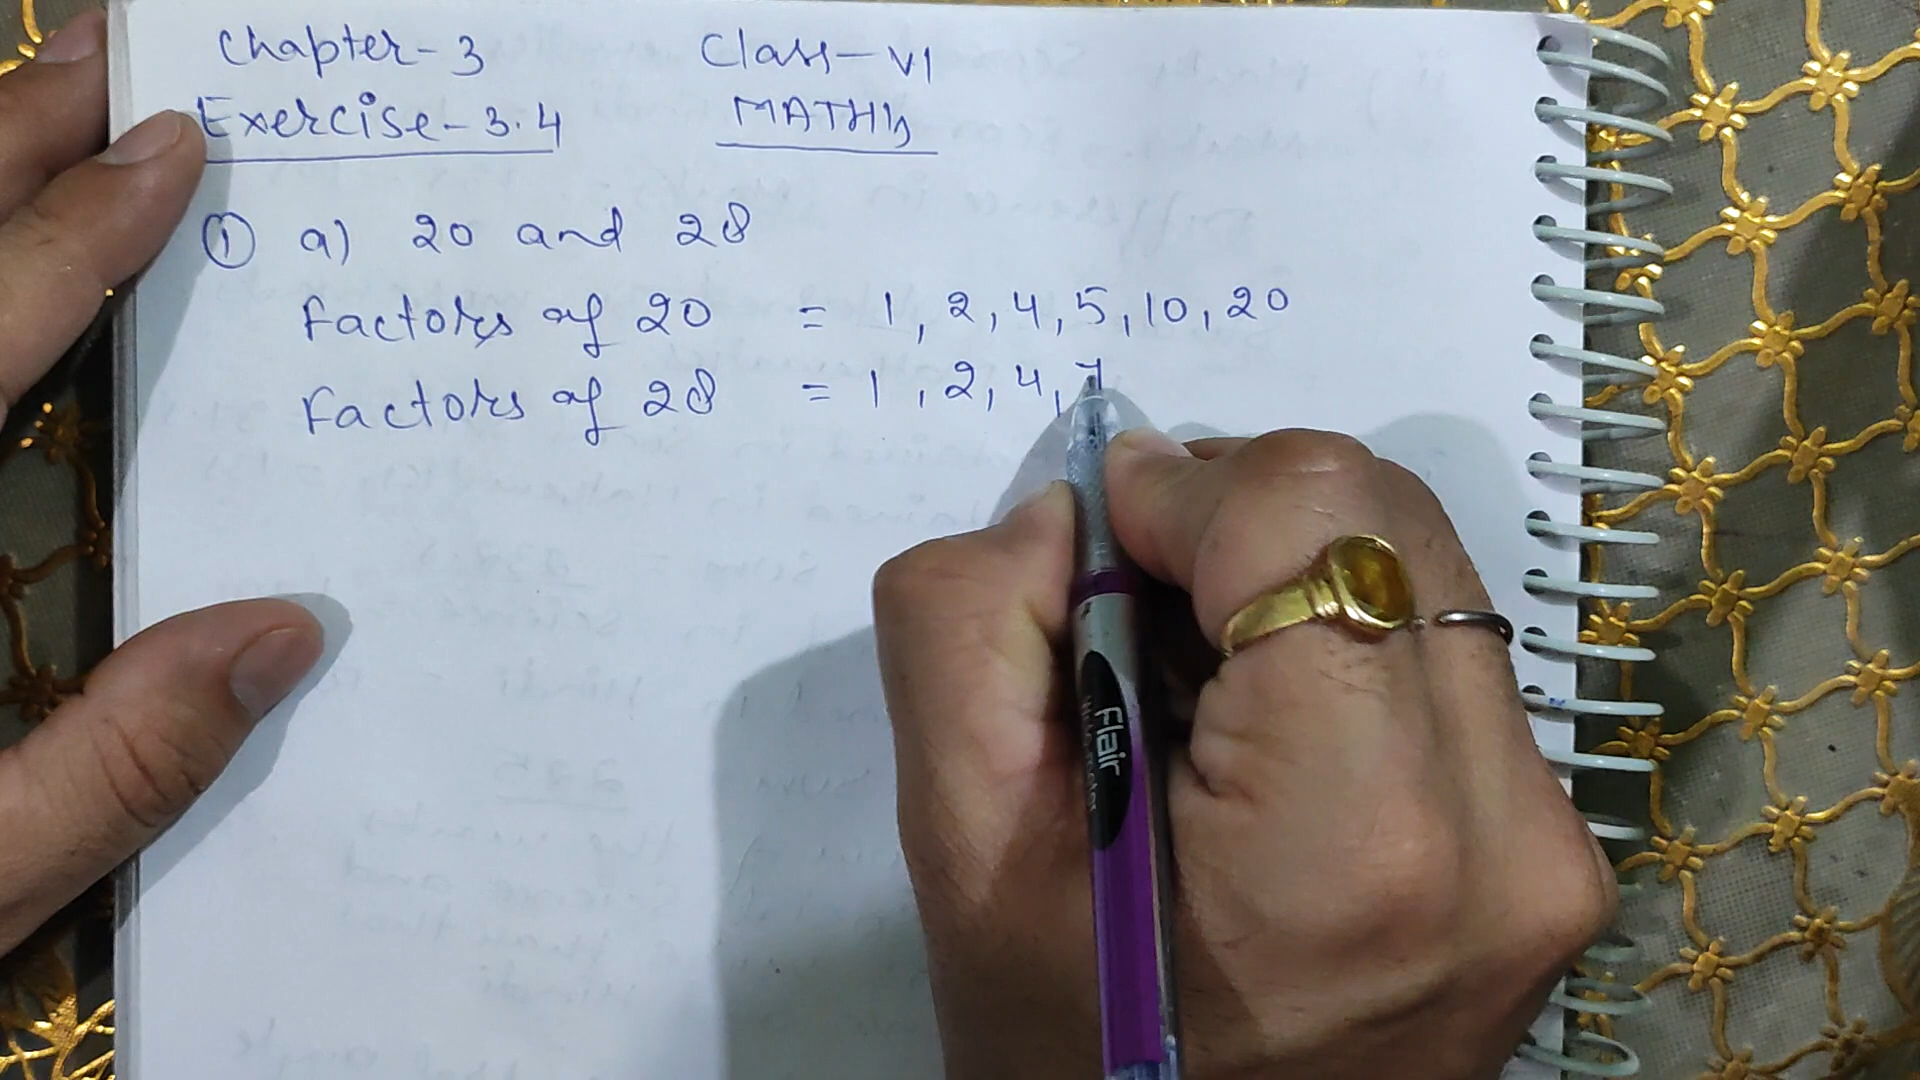 Chapter - 3 Class - VI
Exercise - 3.4 MATHs
① a) 20 and 28
Factors of 20 = 1, 2, 4, 5, 10, 20
Factors of 28 = 1, 2, 4, 7
Flair